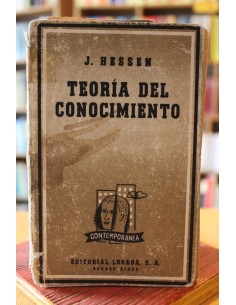 J. HESSEN
TEORÍA DEL
CONOCIMIENTO
CONTEMPORÁNEA
EDITORIAL LOSADA, S. A.
BUENOS AIRES